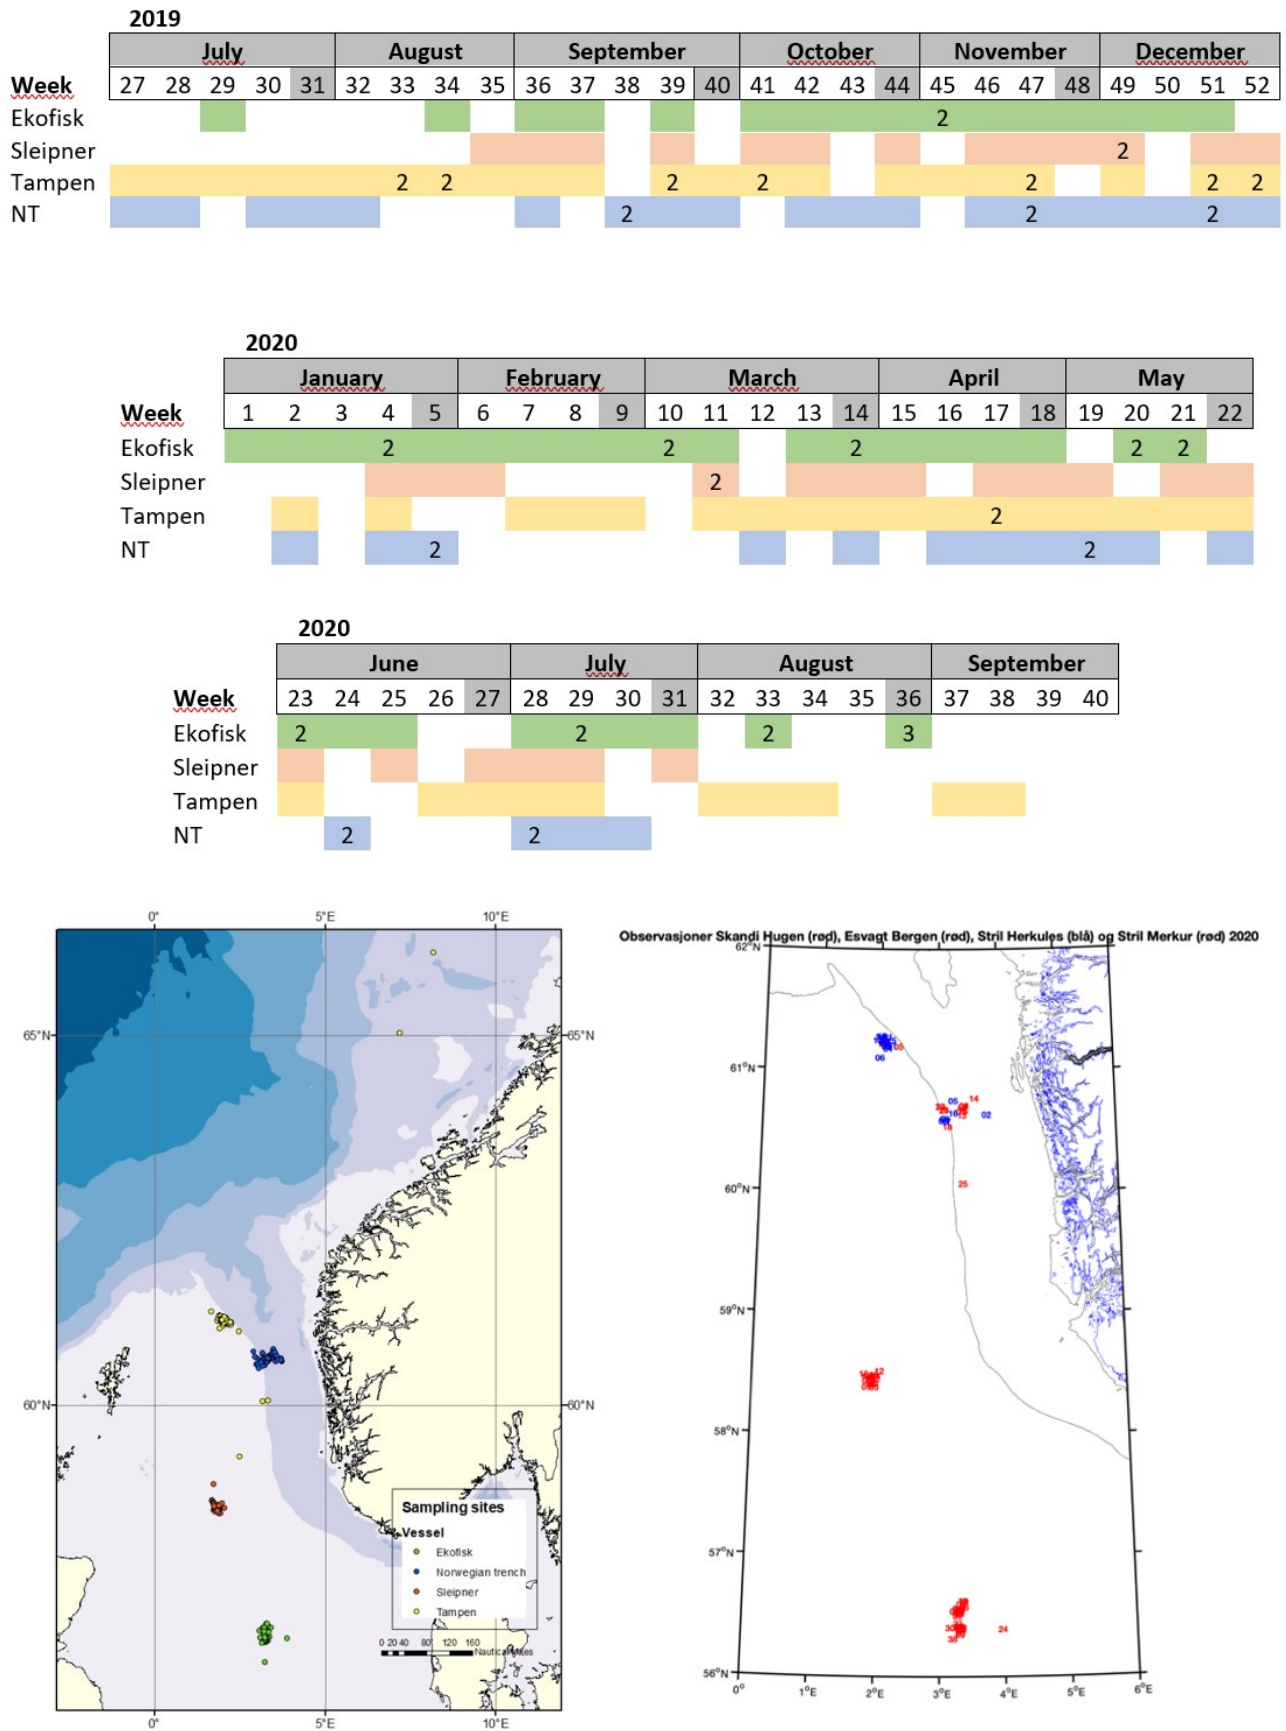 2019
July August September October November December
Week 27 28 29 30 31 32 33 34 35 36 37 38 39 40 41 42 43 44 45 46 47 48 49 50 51 52
Ekofisk 2
Sleipner 2
Tampen 2 2 2 2 2 2 2
NT 2 2 2
2020
January February March April May
Week 1 2 3 4 5 6 7 8 9 10 11 12 13 14 15 16 17 18 19 20 21 22
Ekofisk 2 2 2 2 2
Sleipner 2
Tampen 2
NT 2 2
2020
June July August September
Week 23 24 25 26 27 28 29 30 31 32 33 34 35 36 37 38 39 40
Ekofisk 2 2 2 3
Sleipner
Tampen
NT 2 2
0° 5°E 10°E
65°N 65°N
60°N 60°N
Sampling sites
Vessel
Ekofisk
Norwegian trench
Sleipner
Tampen
0 20 40 80 120 160
Nautical Miles
0° 5°E 10°E
Observasjoner Skandi Hugen (rød), Esvagt Bergen (rød), Stril Herkules (blå) og Stril Merkur (rød) 2020
62°N
05
06
61°N
05 14
02
25
60°N
59°N
12
58°N
57°N
24
56°N
0° 1°E 2°E 3°E 4°E 5°E 6°E